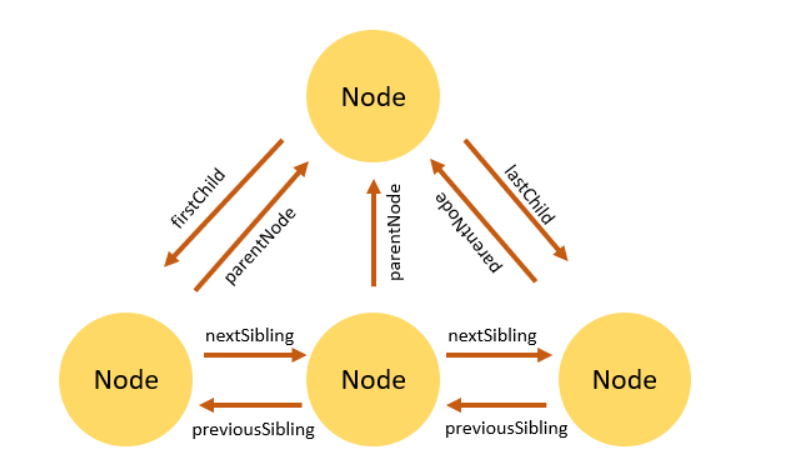 Node
firstChild
parentNode
parentNode
parentNode
lastChild
nextSibling
nextSibling
Node
Node
Node
previousSibling
previousSibling